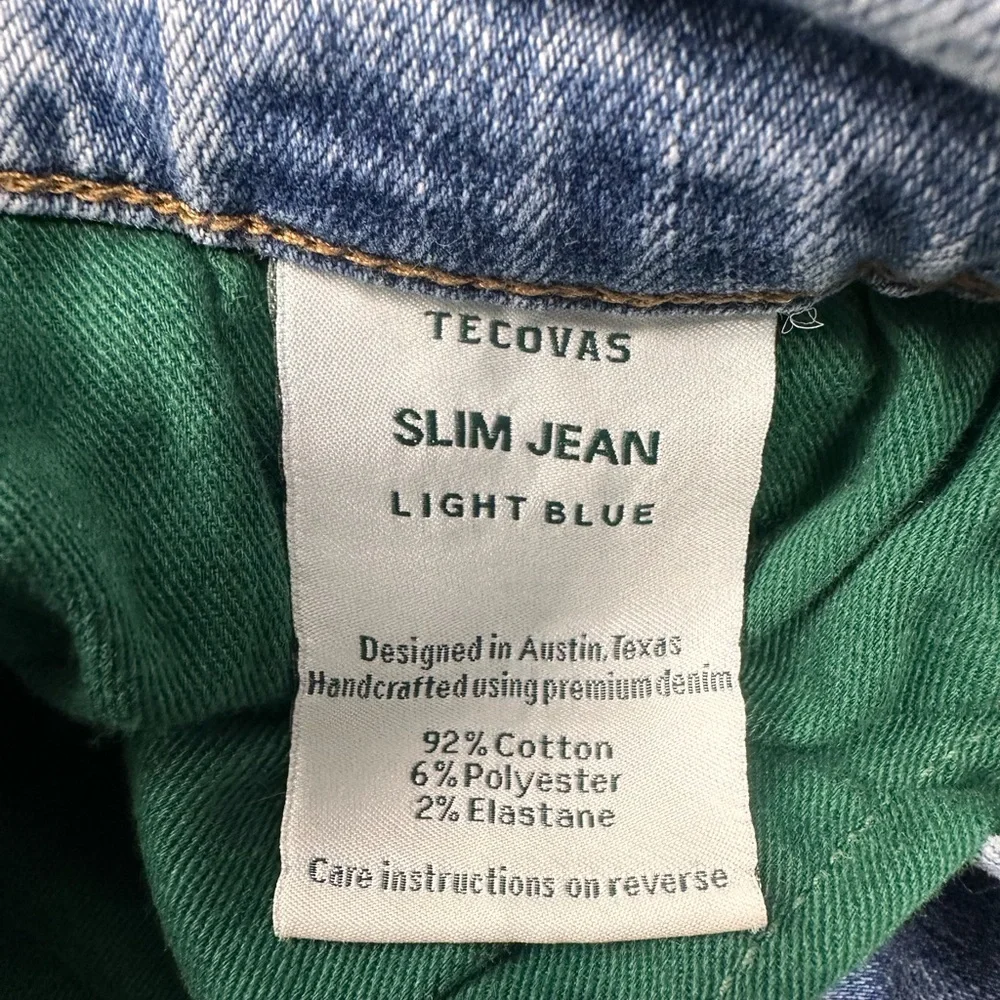 TECOVAS
SLIM JEAN
LIGHT BLUE
Designed in Austin, Texas
Handcrafted using premium denim
92% Cotton
6% Polyester
2% Elastane
Care instructions on reverse